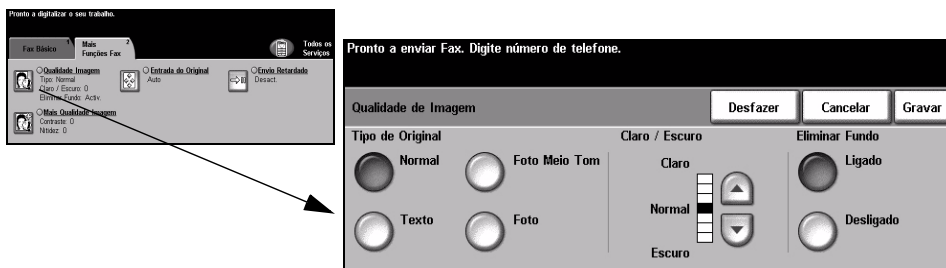 Pronto a digitalizar o seu trabalho.
Fax Básico 1
Mais Funções Fax 2
Todos os Serviços
Qualidade Imagem
Tipo: Normal
Claro / Escuro: 0
Eliminar Fundo: Activ.
Entrada do Original
Auto
Envio Retardado
Desact.
Mais Qualidade Imagem
Contraste: 0
Nitidez: 0
Pronto a enviar Fax. Digite número de telefone.
Qualidade de Imagem
Desfazer
Cancelar
Gravar
Tipo de Original
Normal
Foto Meio Tom
Texto
Foto
Claro / Escuro
Claro
Normal
Escuro
Eliminar Fundo
Ligado
Desligado